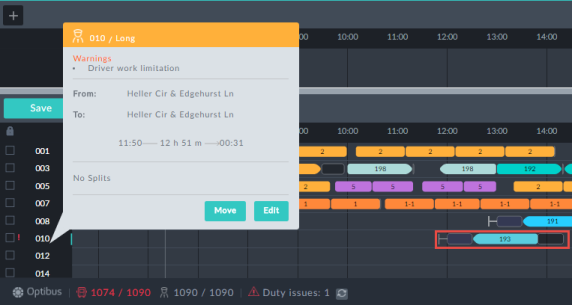 +
010 / Long
Warnings
• Driver work limitation
From: Heller Cir & Edgehurst Ln
To: Heller Cir & Edgehurst Ln
11:50 12 h 51 m 00:31
No Splits
Move Edit
10:00 11:00 12:00 13:00 14:00
Save
10:00 11:00 12:00 13:00 14:00
001 2 2 2 2 2
003 198 198 192
005 5 5 5 5 2
007 1 1 1-1 1-1 1-1
008 191
010 193
012
014
Optibus 1074 / 1090 1090 / 1090 Duty issues: 1